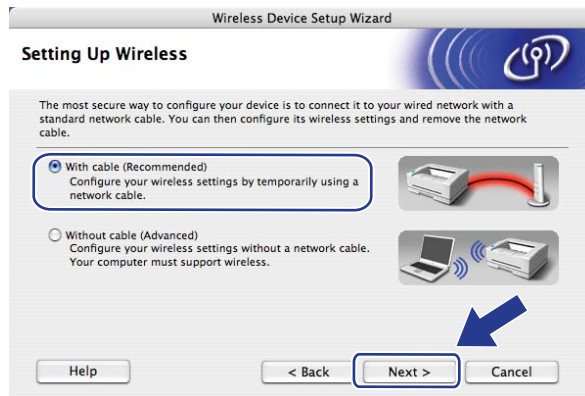 Wireless Device Setup Wizard
Setting Up Wireless
The most secure way to configure your device is to connect it to your wired network with a
standard network cable. You can then configure its wireless settings and remove the network
cable.
With cable (Recommended)
Configure your wireless settings by temporarily using a
network cable.
Without cable (Advanced)
Configure your wireless settings without a network cable.
Your computer must support wireless.
Help
< Back
Next >
Cancel